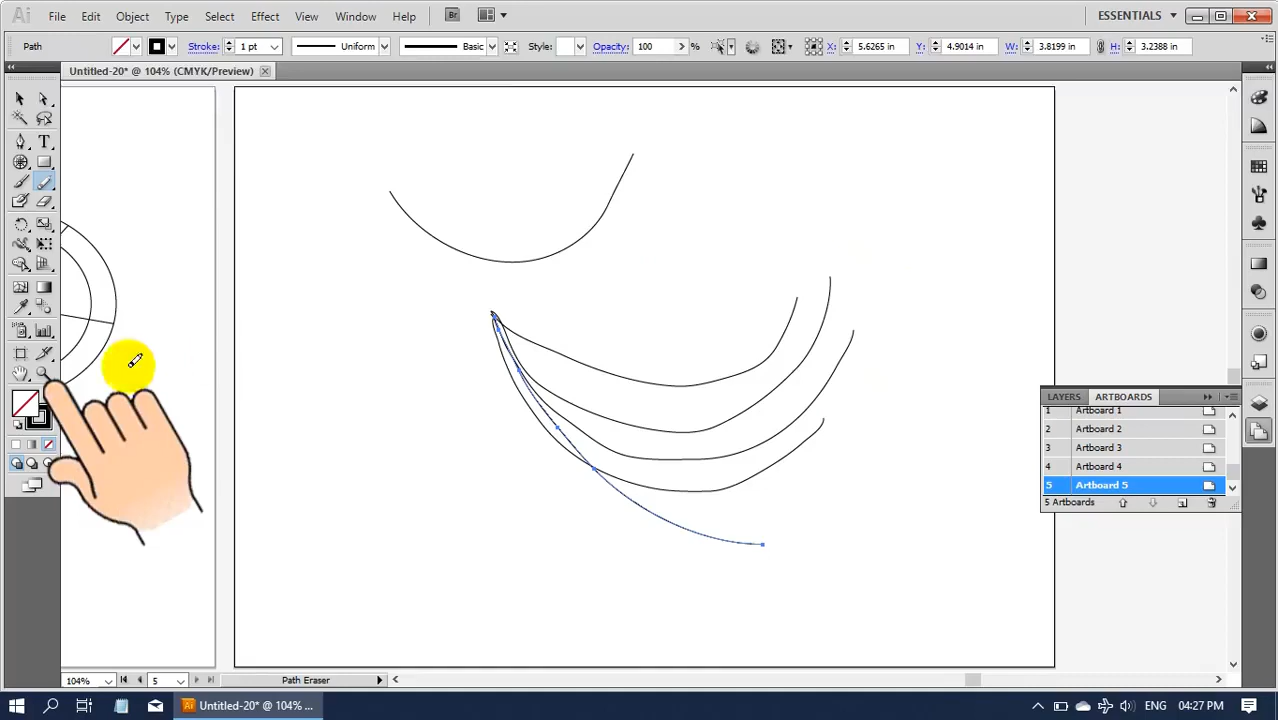 Ai File Edit Object Type Select Effect View Window Help Br ESSENTIALS
Path Stroke: 1 pt Uniform Basic Style: Opacity: 100 % X: 5.6265 in Y: 4.9014 in W: 3.8199 in H: 3.2388 in
Untitled-20* @ 104% (CMYK/Preview)
T
LAYERS ARTBOARDS
1 Artboard 1
2 Artboard 2
3 Artboard 3
4 Artboard 4
5 Artboard 5
5 Artboards
104% 5 Path Eraser
Ai Untitled-20* @ 104% ... ENG 04:27 PM